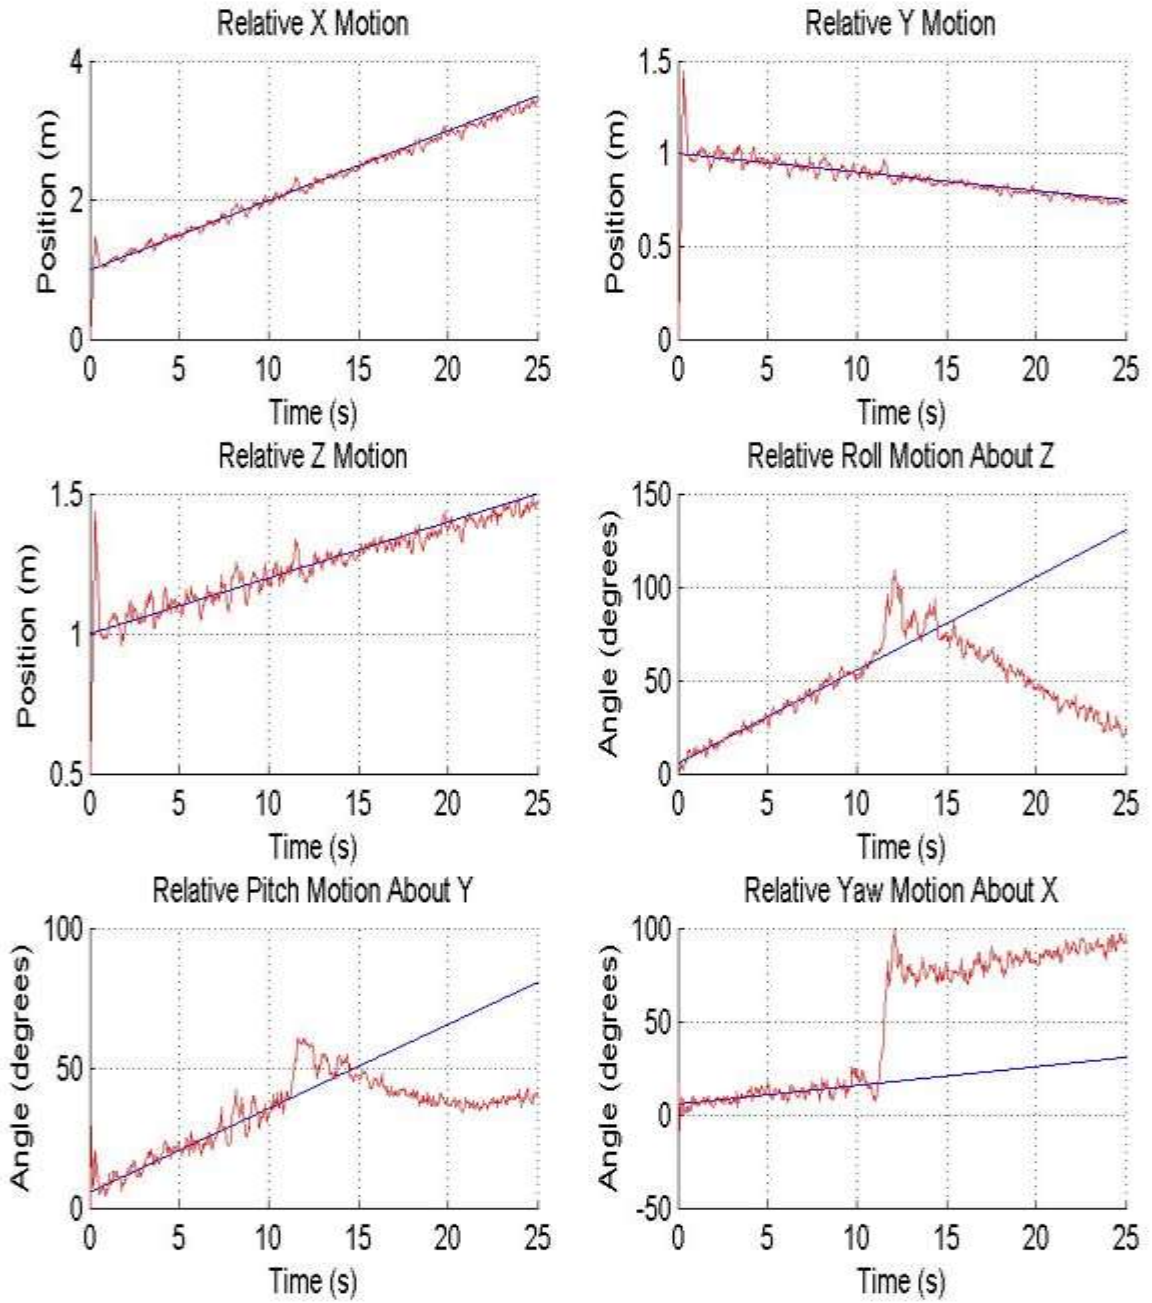 Relative X Motion
Position (m)
4
2
0
0 5 10 15 20 25
Time (s)
Relative Y Motion
Position (m)
1.5
1
0.5
0
0 5 10 15 20 25
Time (s)
Relative Z Motion
Position (m)
1.5
1
0.5
0 5 10 15 20 25
Time (s)
Relative Roll Motion About Z
Angle (degrees)
150
100
50
0
0 5 10 15 20 25
Time (s)
Relative Pitch Motion About Y
Angle (degrees)
100
50
0
0 5 10 15 20 25
Time (s)
Relative Yaw Motion About X
Angle (degrees)
100
50
0
-50
0 5 10 15 20 25
Time (s)